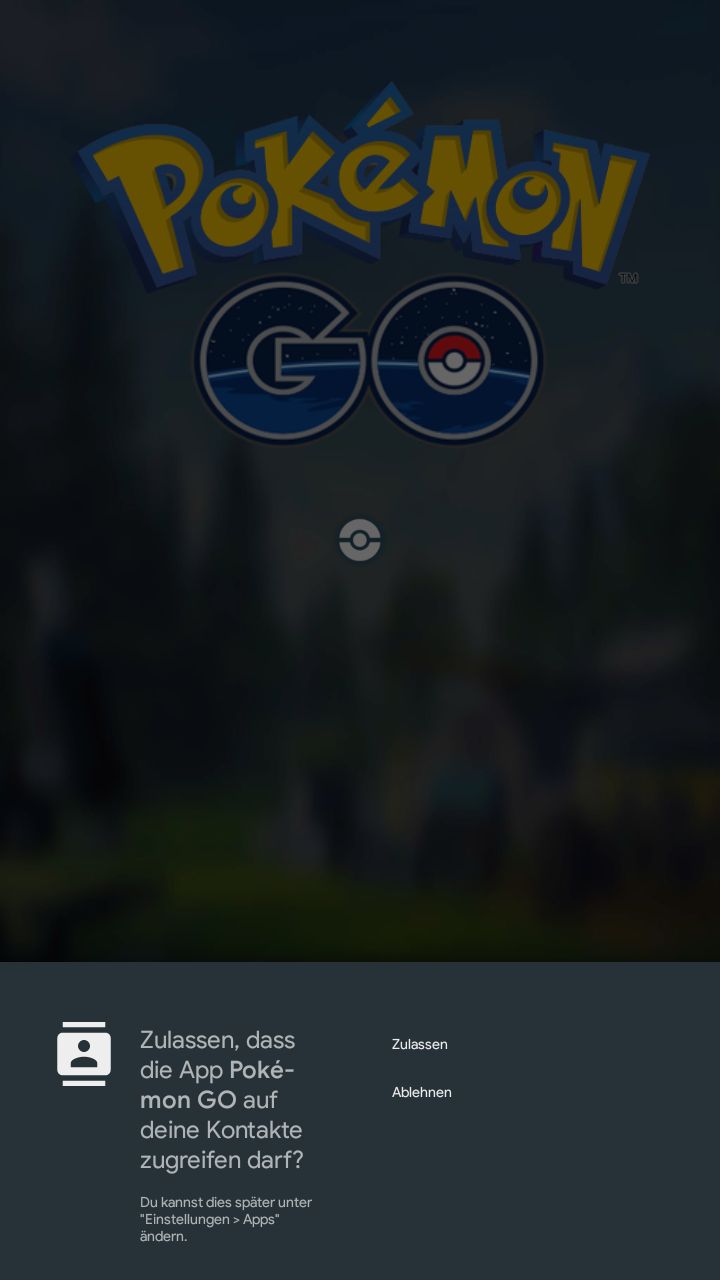 POKéMON
TM
GO
Zulassen, dass
die App Poké-
mon GO auf
deine Kontakte
zugreifen darf?
Du kannst dies später unter
"Einstellungen > Apps"
ändern.
Zulassen
Ablehnen